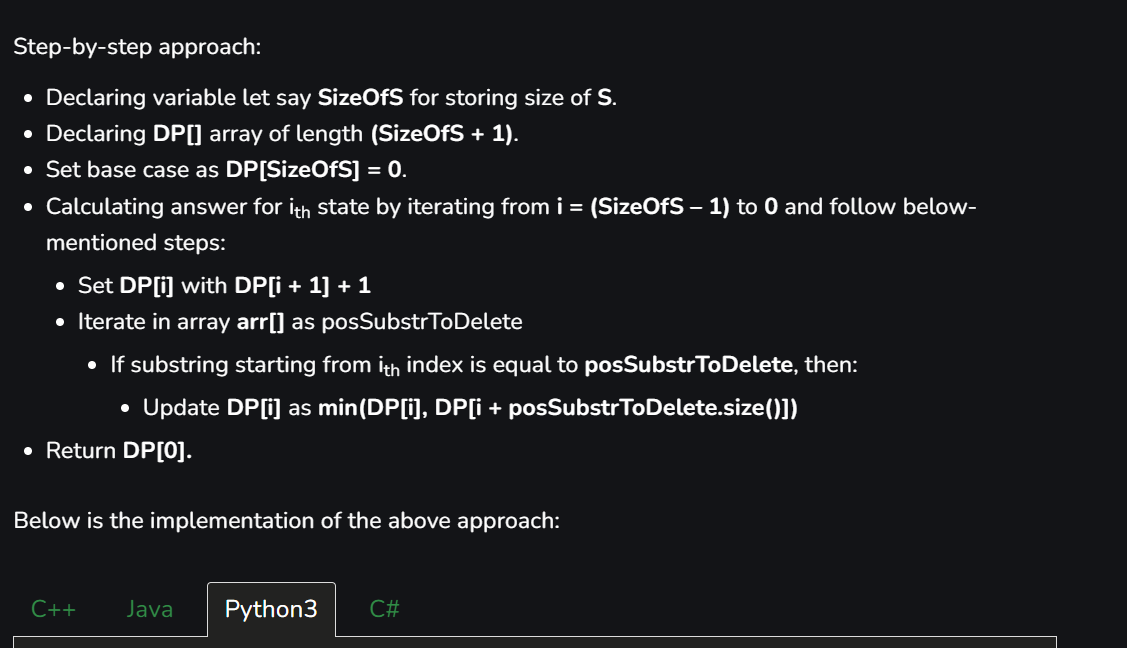 Step-by-step approach:
• Declaring variable let say SizeOfS for storing size of S.
• Declaring DP[] array of length (SizeOfS + 1).
• Set base case as DP[SizeOfS] = 0.
• Calculating answer for ith state by iterating from i = (SizeOfS – 1) to 0 and follow below-
mentioned steps:
• Set DP[i] with DP[i + 1] + 1
• Iterate in array arr[] as posSubstrToDelete
• If substring starting from ith index is equal to posSubstrToDelete, then:
• Update DP[i] as min(DP[i], DP[i + posSubstrToDelete.size()])
• Return DP[0].
Below is the implementation of the above approach:
C++ Java Python3 C#